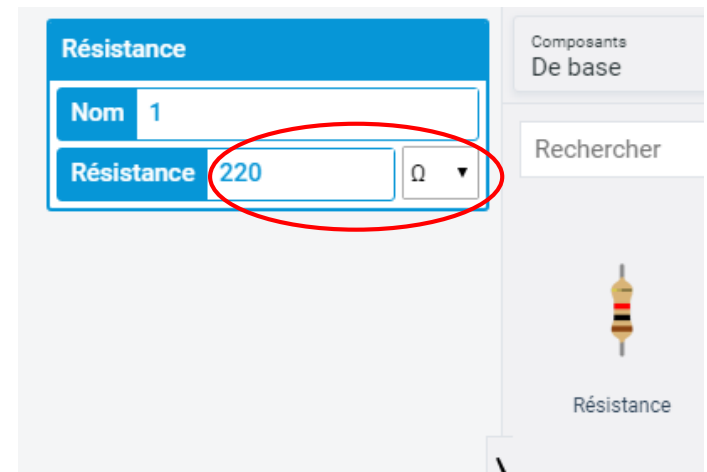 Résistance
Nom 1
Résistance 220 Ω ▼
Composants
De base
Rechercher
Résistance